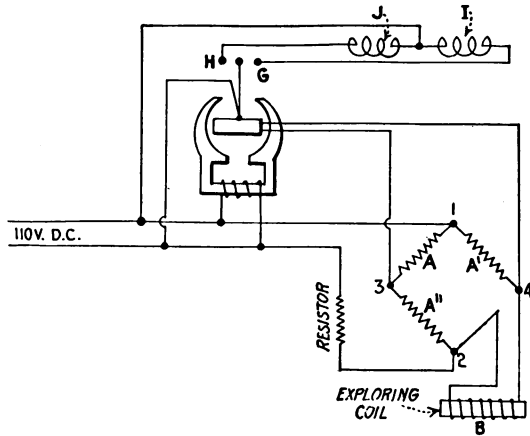 J
I
H
G
110V. D.C.
1
A
A'
3
4
A"
2
RESISTOR
EXPLORING
COIL
B